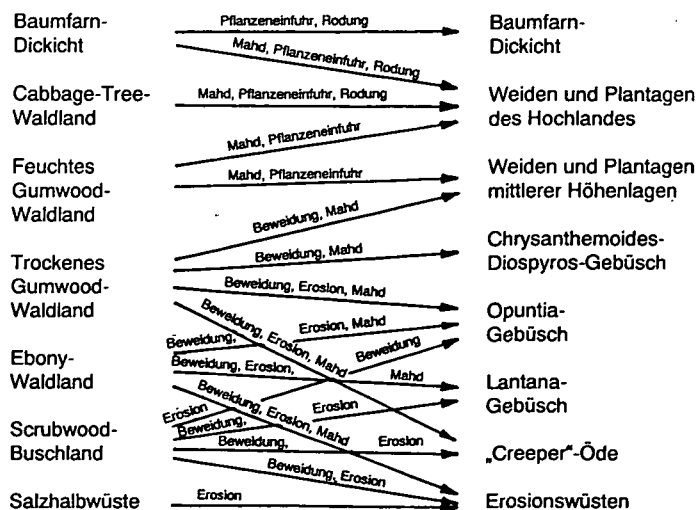 Baumfarn-
Dickicht
Cabbage-Tree-
Waldland
Feuchtes
Gumwood-
Waldland
Trockenes
Gumwood-
Waldland
Ebony-
Waldland
Scrubwood-
Buschland
Salzhalbwüste
Pflanzeneinfuhr, Rodung
Mahd, Pflanzeneinfuhr, Rodung
Mahd, Pflanzeneinfuhr, Rodung
Mahd, Pflanzeneinfuhr
Mahd, Pflanzeneinfuhr
Beweidung, Mahd
Beweidung, Mahd
Beweidung, Erosion, Mahd
Beweidung, Erosion, Mahd
Beweidung, Erosion, Mahd
Beweidung, Erosion, Mahd
Beweidung, Erosion, Mahd
Erosion Beweidung
Beweidung, Erosion
Beweidung, Erosion
Beweidung, Erosion
Erosion
Baumfarn-
Dickicht
Weiden und Plantagen
des Hochlandes
Weiden und Plantagen
mittlerer Höhenlagen
Chrysanthemoides-
Diospyros-Gebüsch
Opuntia-
Gebüsch
Lantana-
Gebüsch
„Creeper"-Öde
Erosionswüsten